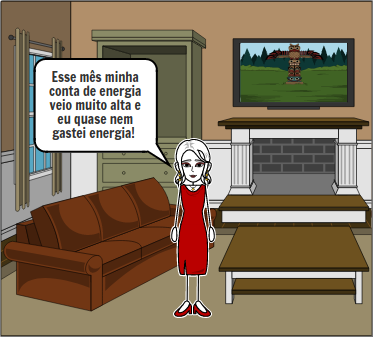 Esse mês minha
conta de energia
veio muito alta e
eu quase nem
gastei energia!